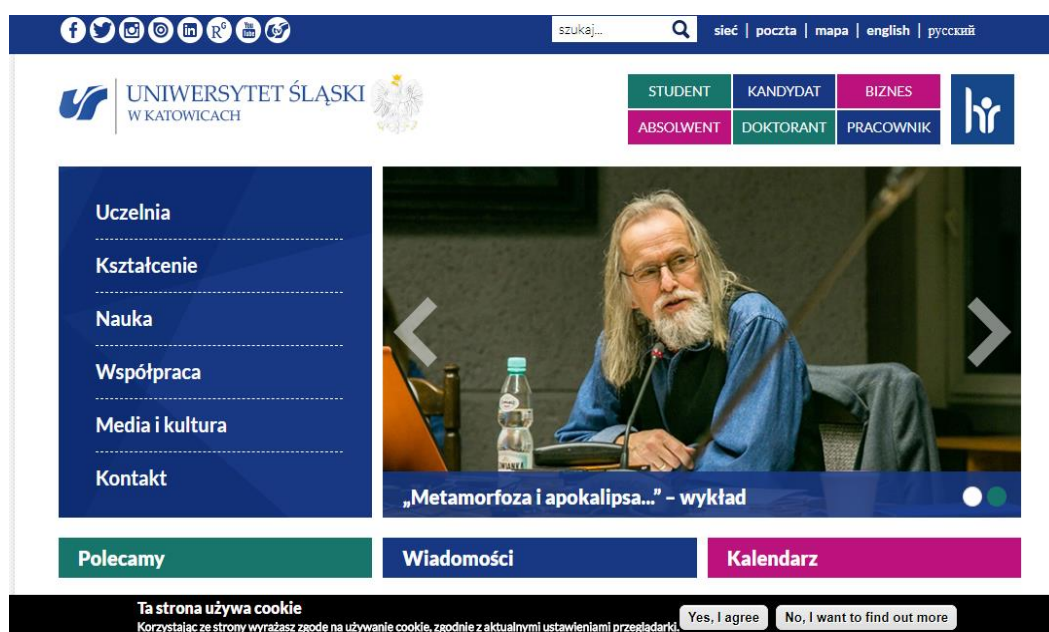 szukaj...
sieć | poczta | mapa | english | русский
UNIWERSYTET ŚLĄSKI
W KATOWICACH
STUDENT KANDYDAT BIZNES
ABSOLWENT DOKTORANT PRACOWNIK
hr
Uczelnia
Kształcenie
Nauka
Współpraca
Media i kultura
Kontakt
„Metamorfoza i apokalipsa...” – wykład
Polecamy Wiadomości Kalendarz
Ta strona używa cookie
Korzystając ze strony wyrażasz zgodę na używanie cookie, zgodnie z aktualnymi ustawieniami przeglądarki.
Yes, I agree No, I want to find out more